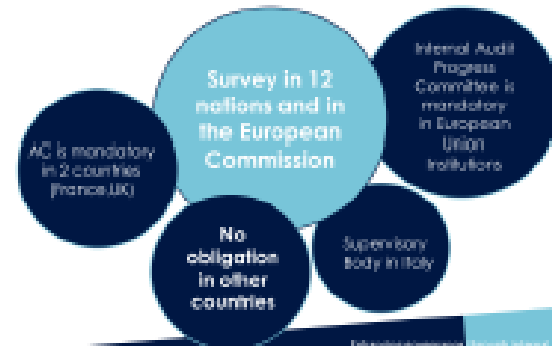 Survey in 12
nations and in
the European
Commission
Internal Audit
Progress
Committee is
mandatory
in European
Union
Institutions
AC is mandatory
in 2 countries
(France,UK)
No
obligation
in other
countries
Supervisory
Body in Italy